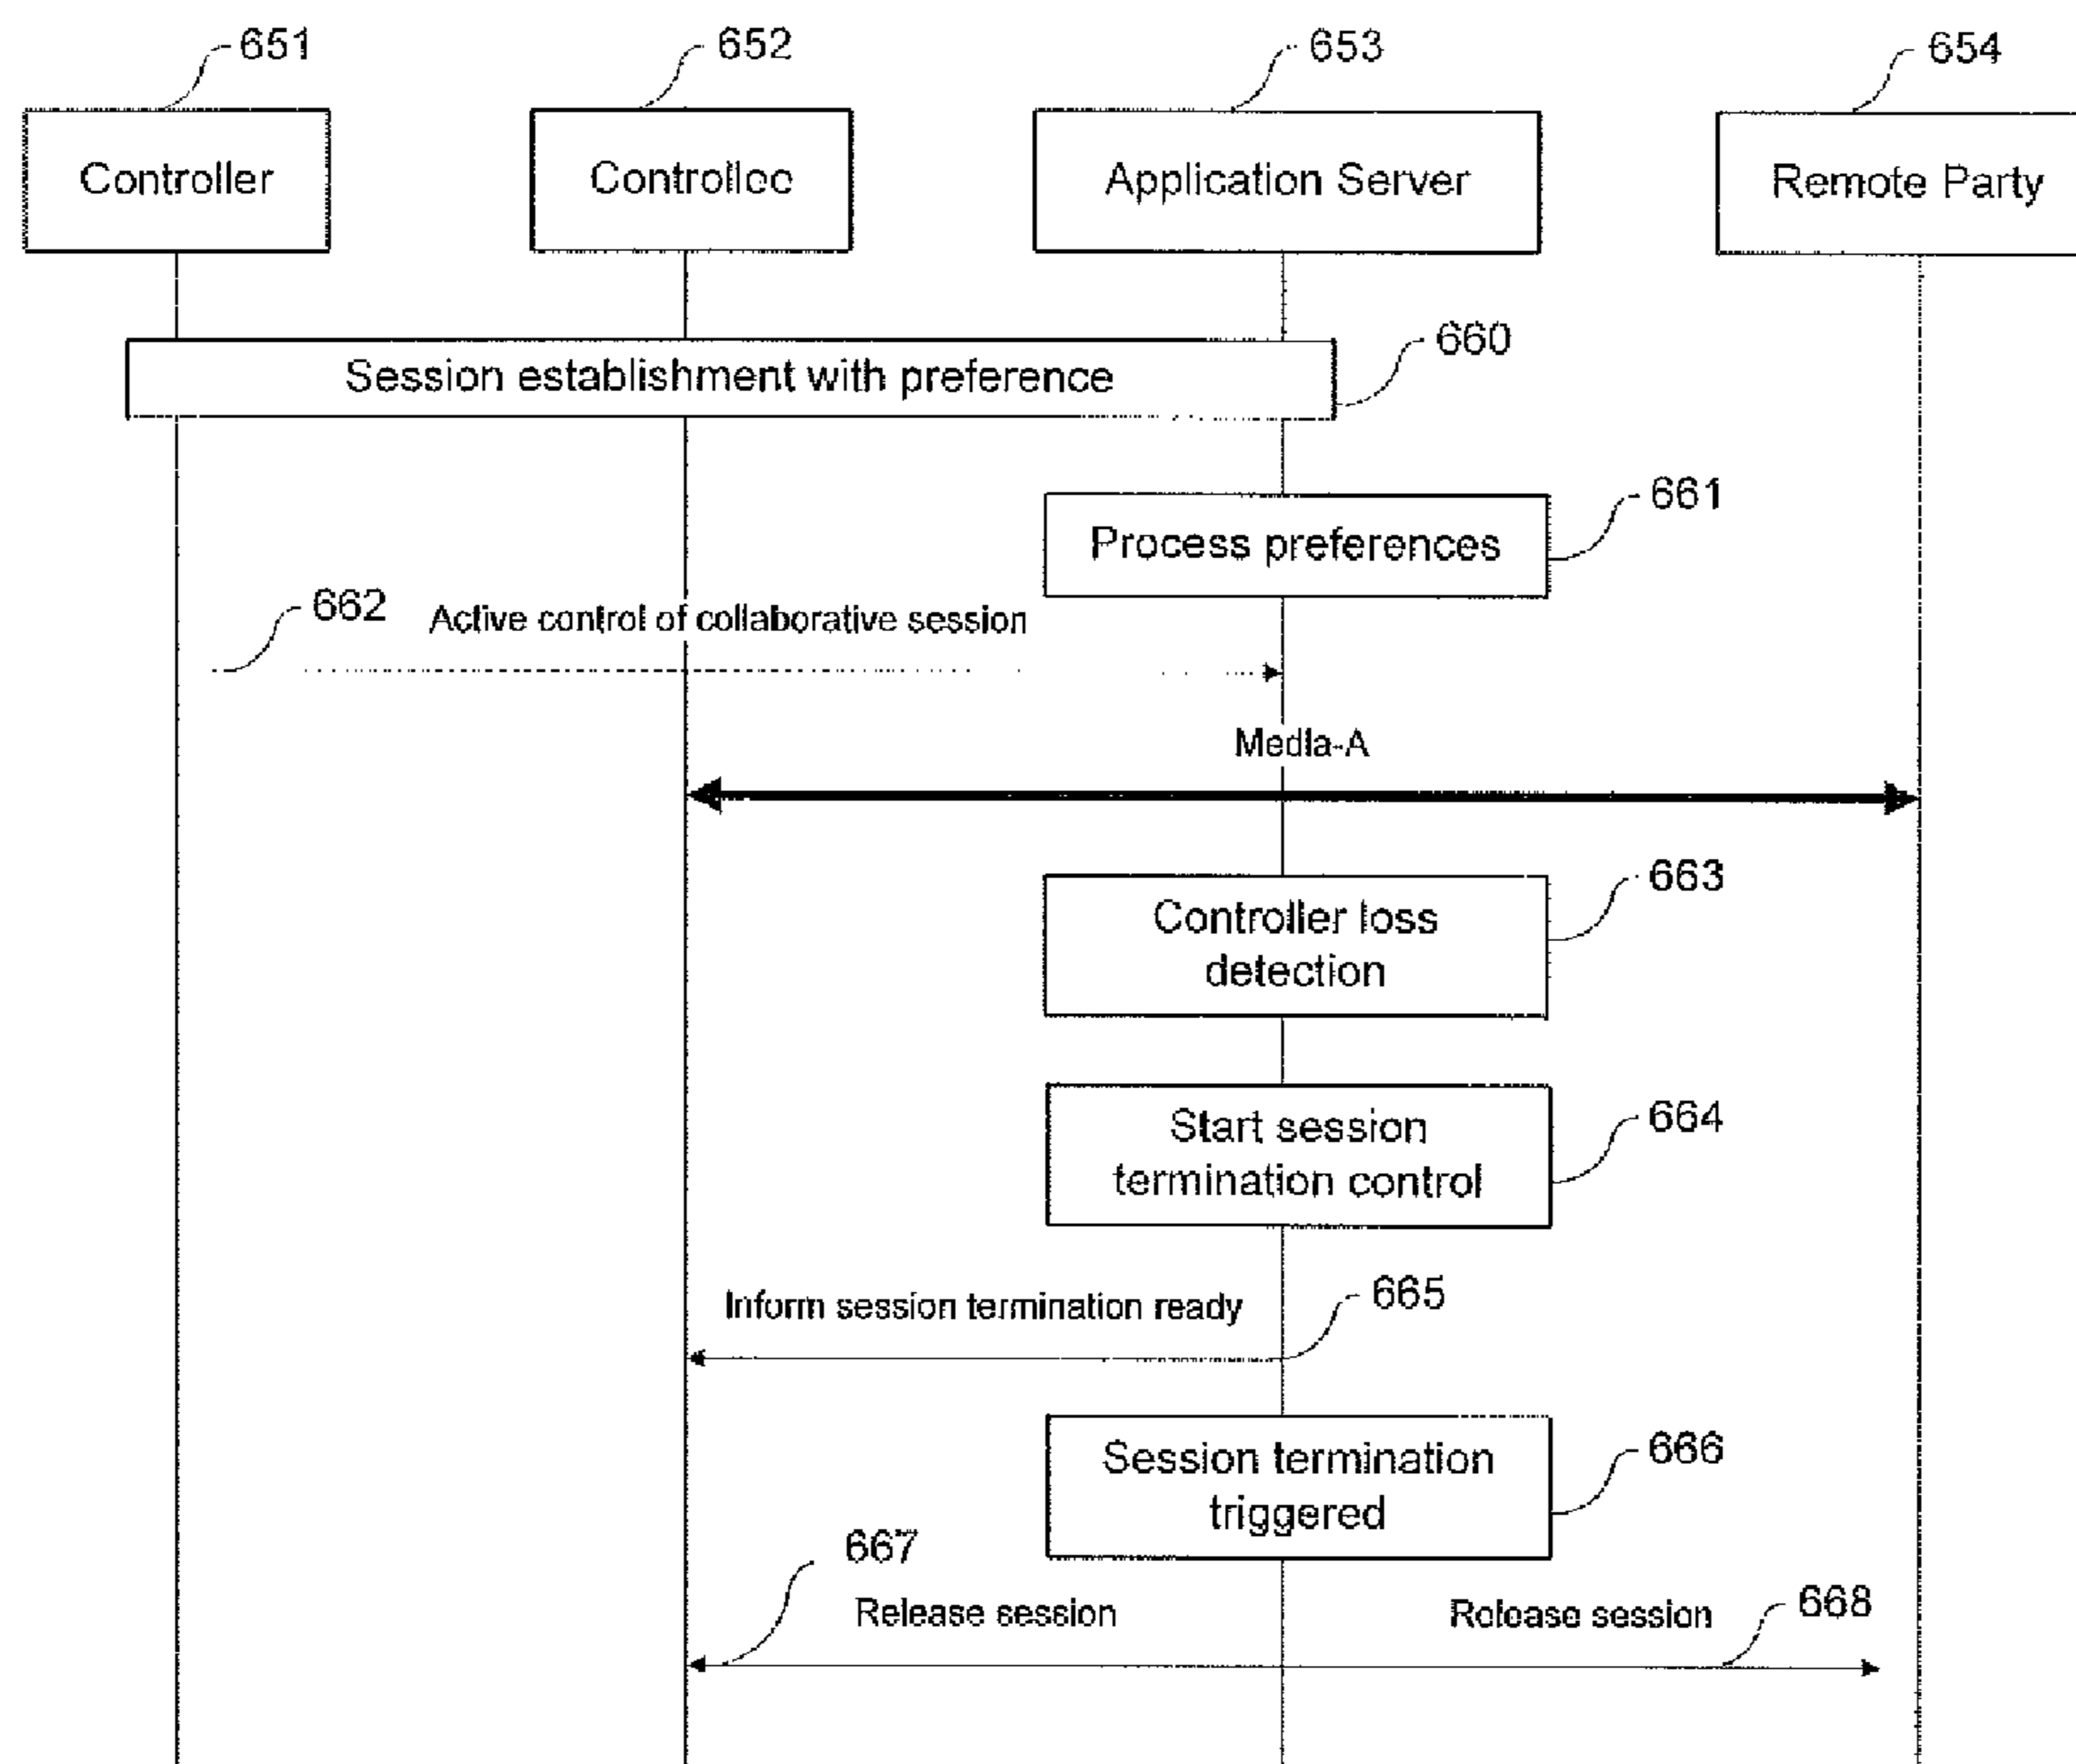 651
652
653
654
Controller
Controllee
Application Server
Remote Party
660
Session establishment with preference
661
Process preferences
662
Active control of collaborative session
Media-A
663
Controller loss
detection
664
Start session
termination control
665
Inform session termination ready
666
Session termination
triggered
667
Release session
668
Release session